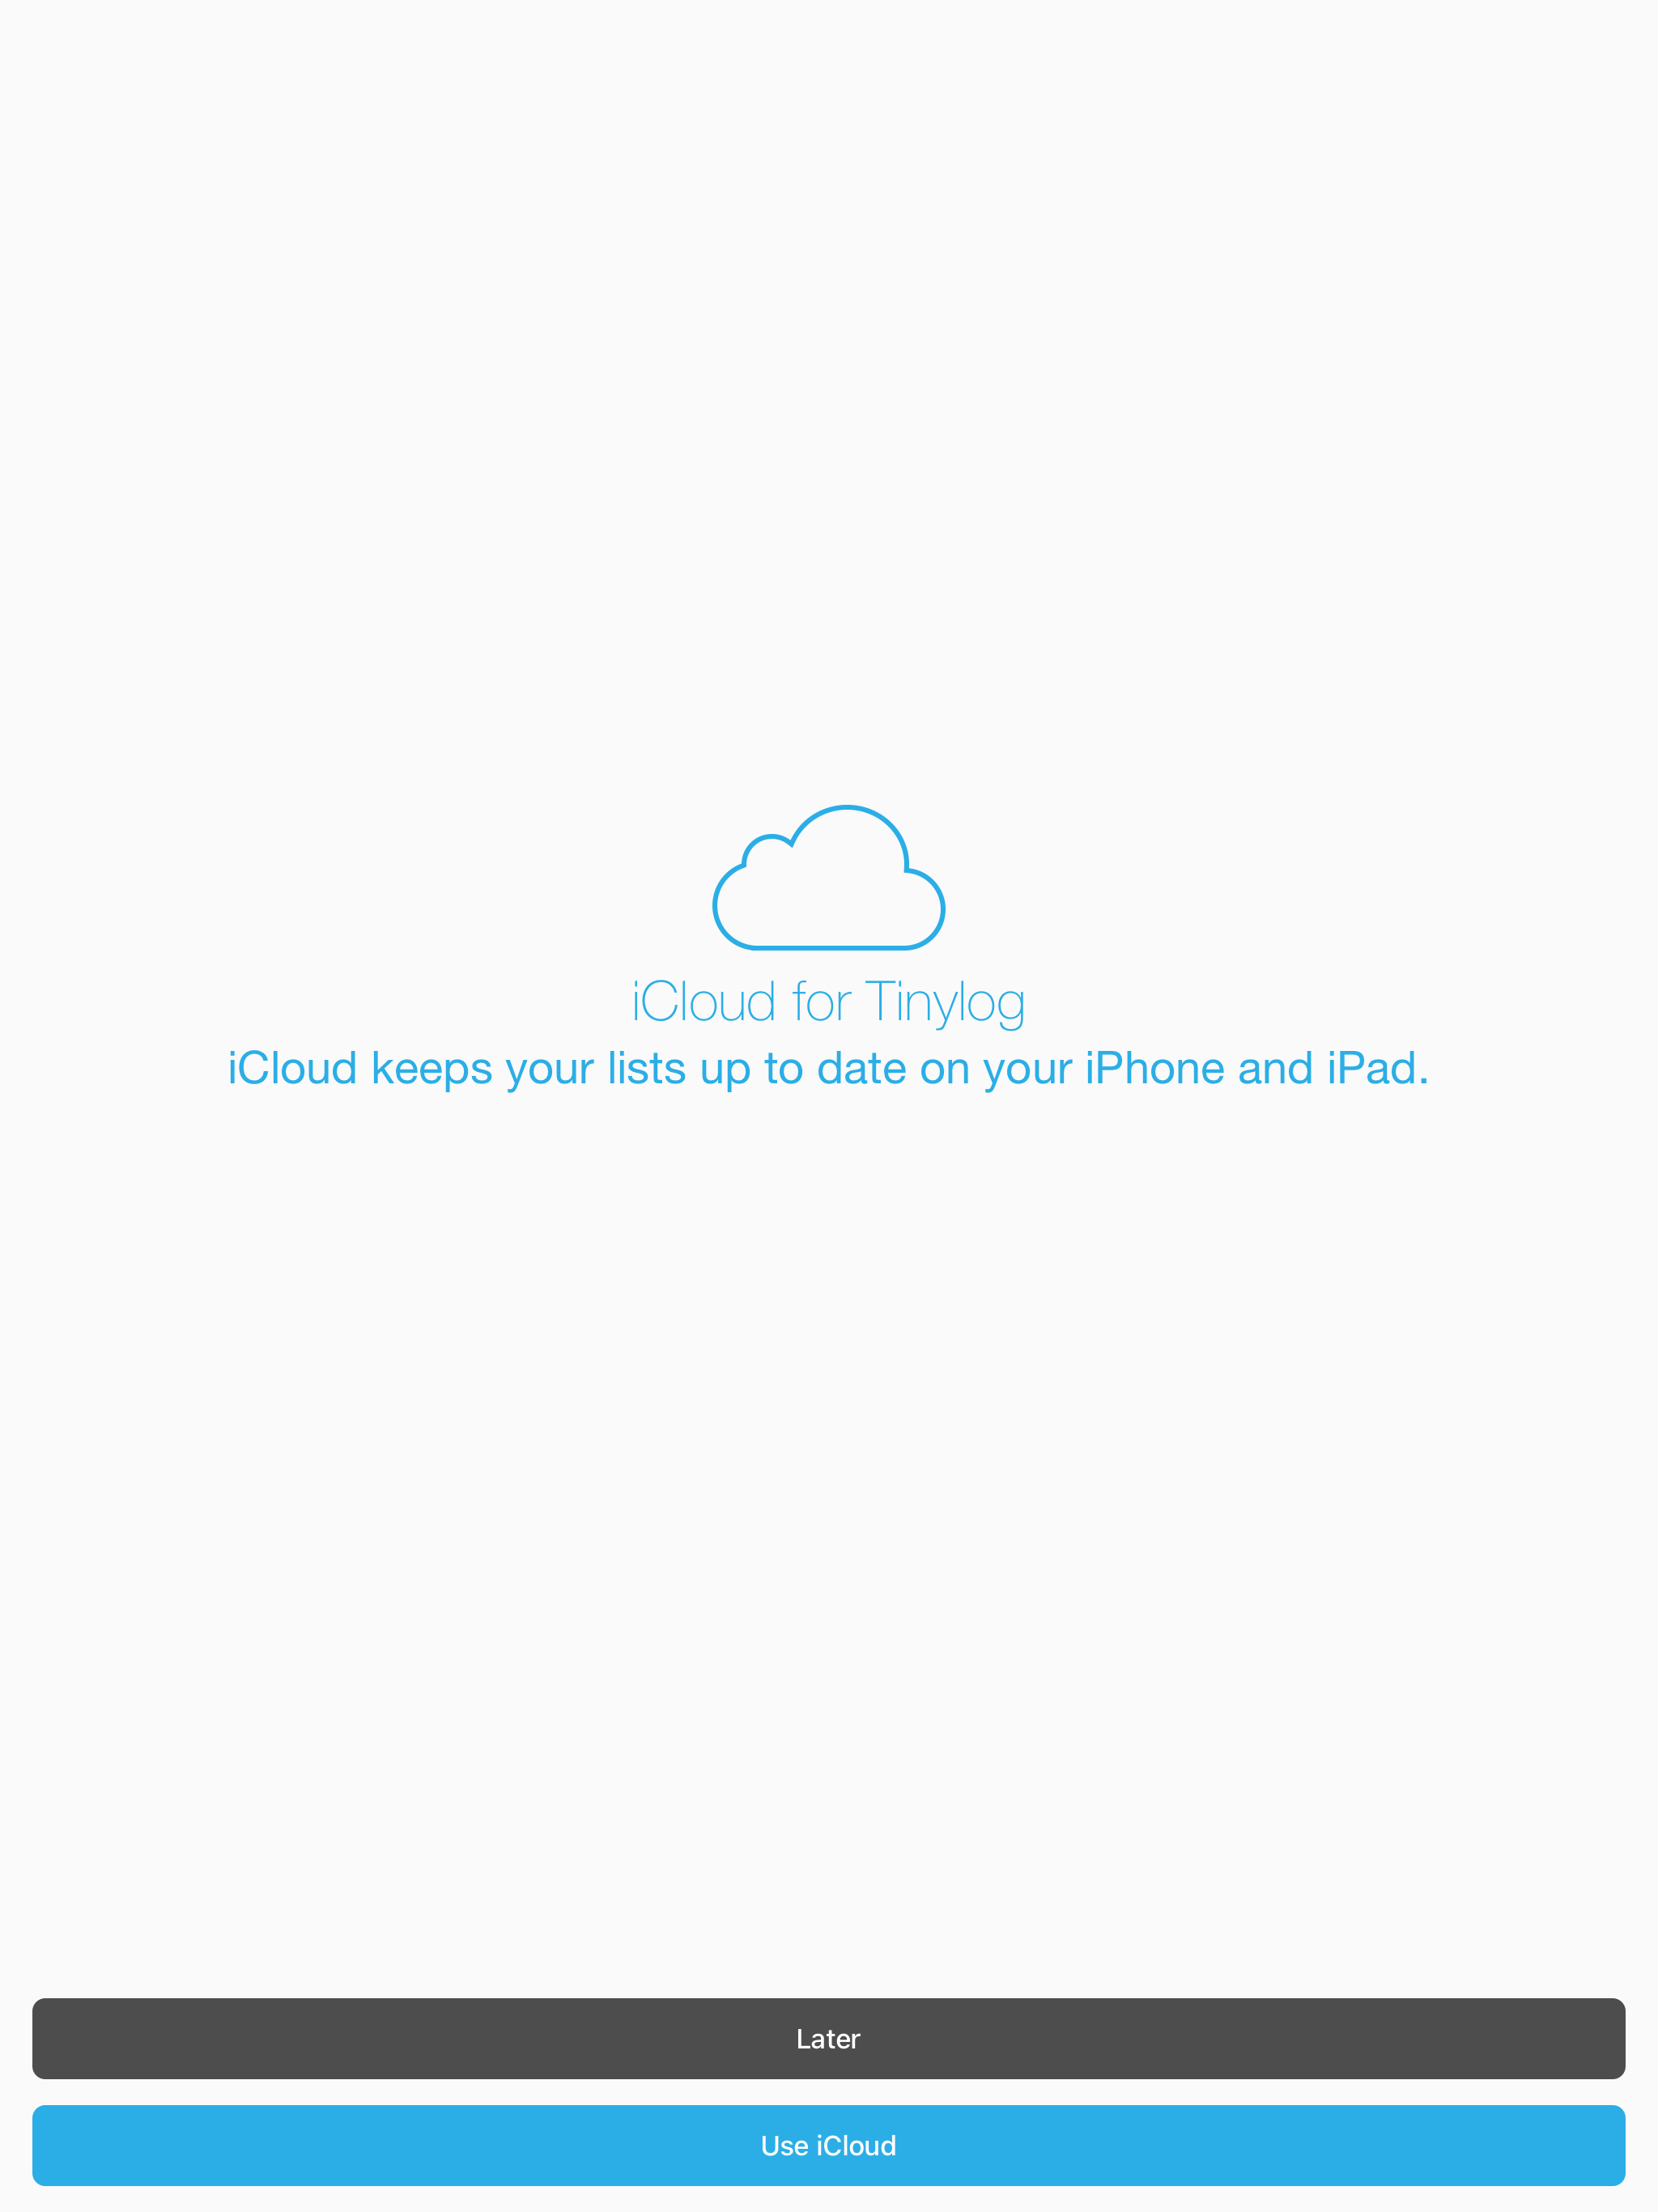 iCloud for Tinylog
iCloud keeps your lists up to date on your iPhone and iPad.
Later
Use iCloud